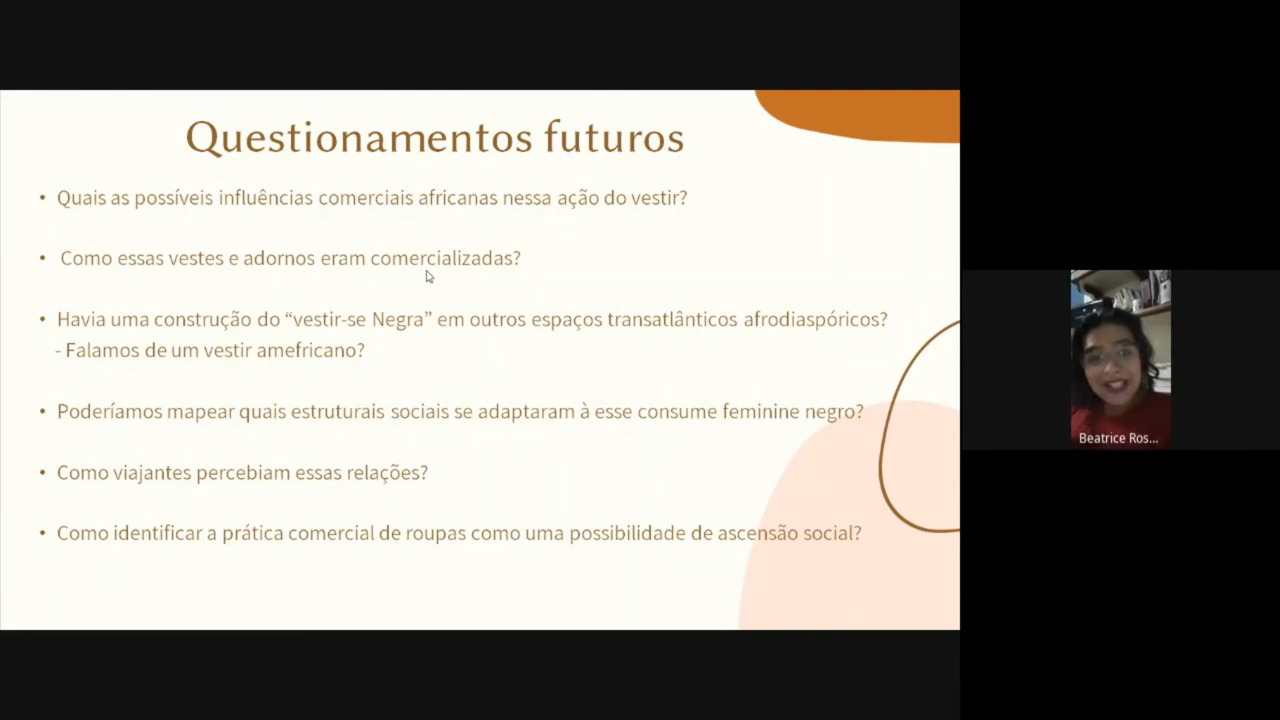 Questionamentos futuros
• Quais as possíveis influências comerciais africanas nessa ação do vestir?
• Como essas vestes e adornos eram comercializadas?
• Havia uma construção do “vestir-se Negra” em outros espaços transatlânticos afrodiaspóricos?
- Falamos de um vestir amefricano?
• Poderíamos mapear quais estruturais sociais se adaptaram à esse consume feminine negro?
• Como viajantes percebiam essas relações?
• Como identificar a prática comercial de roupas como uma possibilidade de ascensão social?
Beatrice Ros...